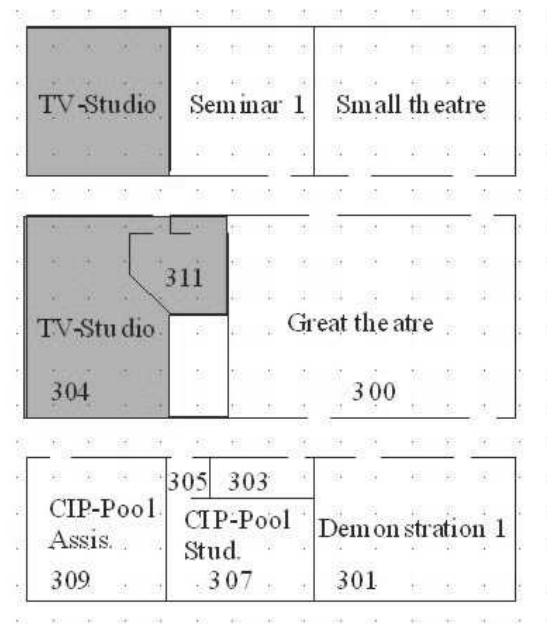 TV-Studio Seminar 1 Small theatre
311
TV-Studio Great theatre
304 300
305 303
CIP-Pool CIP-Pool Demonstration 1
Assis. Stud.
309 307 301